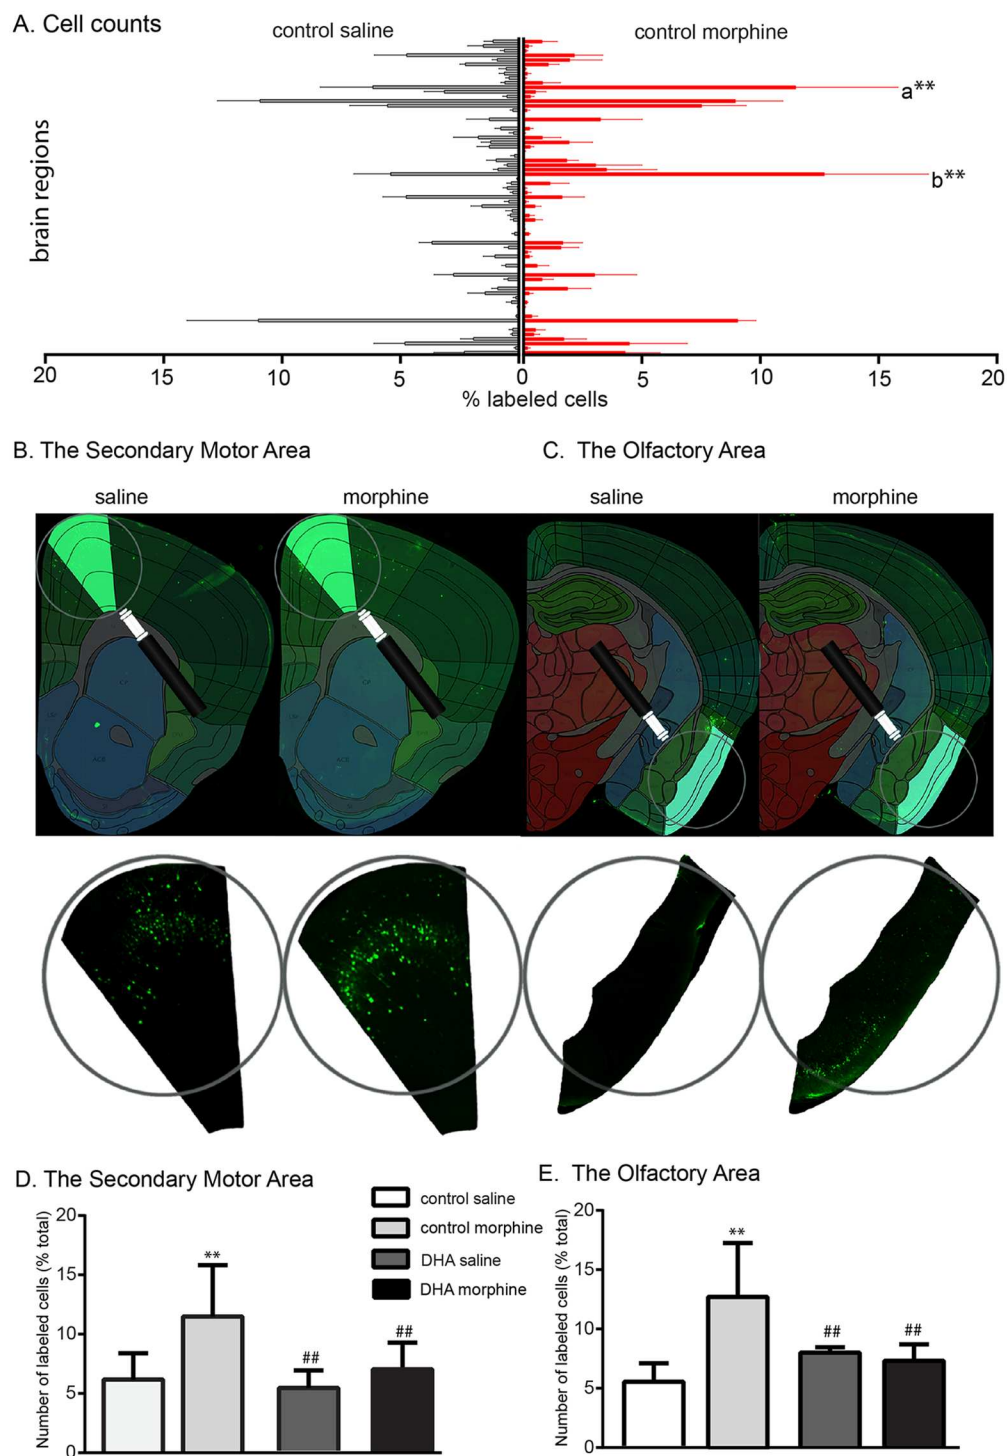 A. Cell counts
control saline
control morphine
a**
b**
brain regions
20
15
10
5
0
5
10
15
20
% labeled cells
B. The Secondary Motor Area
C. The Olfactory Area
saline
morphine
saline
morphine
CP
ACB
D. The Secondary Motor Area
E. The Olfactory Area
control saline
control morphine
DHA saline
DHA morphine
Number of labeled cells (% total)
20
15
10
5
0
**
##
##
Number of labeled cells (% total)
20
15
10
5
0
**
##
##